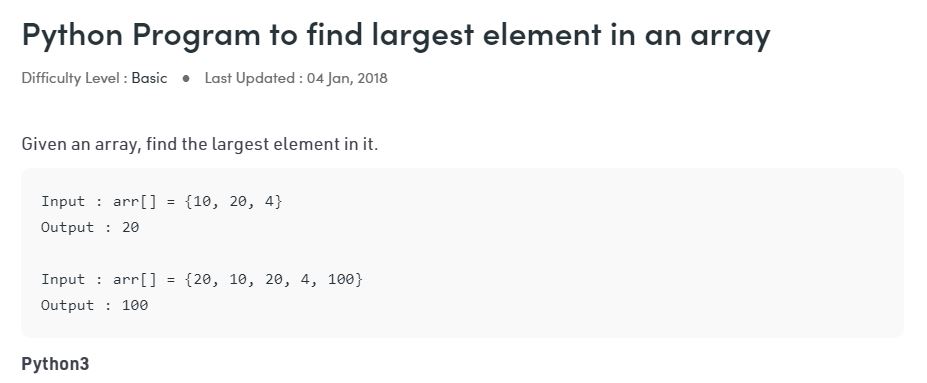 Python Program to find largest element in an array
Difficulty Level : Basic ● Last Updated : 04 Jan, 2018
Given an array, find the largest element in it.
Input : arr[] = {10, 20, 4}
Output : 20
Input : arr[] = {20, 10, 20, 4, 100}
Output : 100
Python3